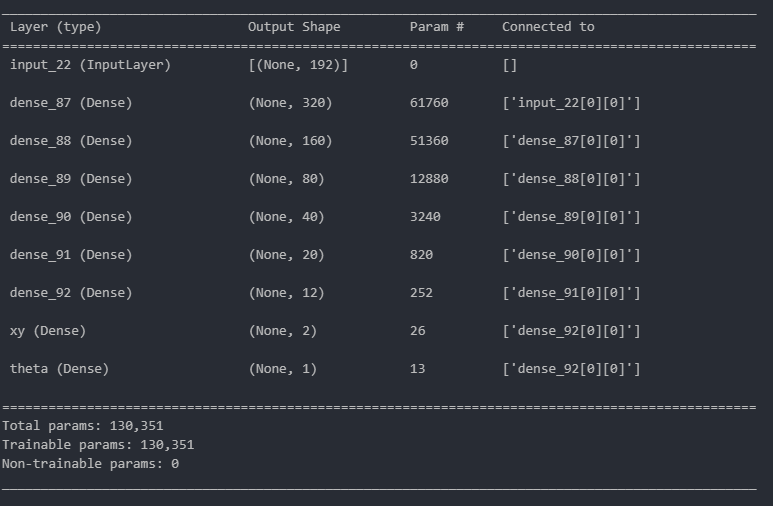 Layer (type) Output Shape Param # Connected to
==================================================================================================
input_22 (InputLayer) [(None, 192)] 0 []
dense_87 (Dense) (None, 320) 61760 ['input_22[0][0]']
dense_88 (Dense) (None, 160) 51360 ['dense_87[0][0]']
dense_89 (Dense) (None, 80) 12880 ['dense_88[0][0]']
dense_90 (Dense) (None, 40) 3240 ['dense_89[0][0]']
dense_91 (Dense) (None, 20) 820 ['dense_90[0][0]']
dense_92 (Dense) (None, 12) 252 ['dense_91[0][0]']
xy (Dense) (None, 2) 26 ['dense_92[0][0]']
theta (Dense) (None, 1) 13 ['dense_92[0][0]']
==================================================================================================
Total params: 130,351
Trainable params: 130,351
Non-trainable params: 0